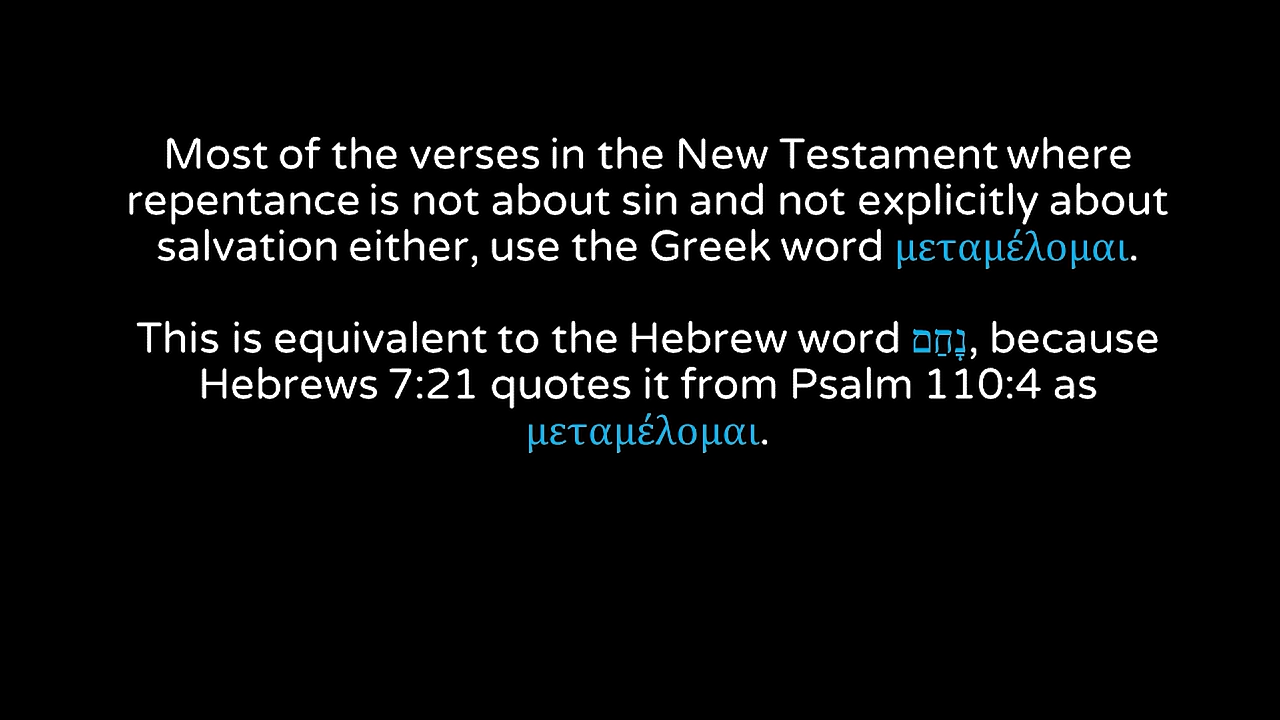 Most of the verses in the New Testament where
repentance is not about sin and not explicitly about
salvation either, use the Greek word μεταμέλομαι.
This is equivalent to the Hebrew word נָחַם, because
Hebrews 7:21 quotes it from Psalm 110:4 as
μεταμέλομαι.